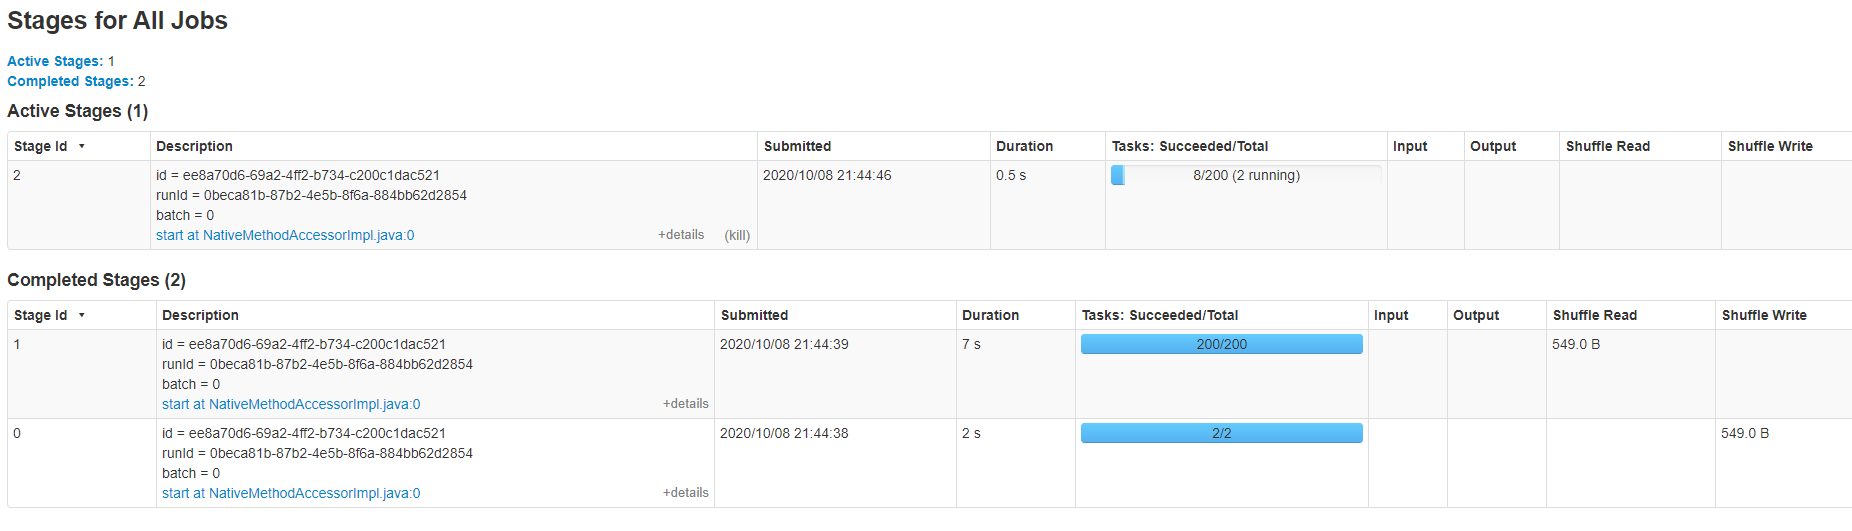 Stages for All Jobs
Active Stages: 1
Completed Stages: 2
Active Stages (1)
Stage Id ▾ Description Submitted Duration Tasks: Succeeded/Total Input Output Shuffle Read Shuffle Write
2 id = ee8a70d6-69a2-4ff2-b734-c200c1dac521 2020/10/08 21:44:46 0.5 s 8/200 (2 running)
runId = 0beca81b-87b2-4e5b-8f6a-884bb62d2854
batch = 0
start at NativeMethodAccessorImpl.java:0 +details (kill)
Completed Stages (2)
Stage Id ▾ Description Submitted Duration Tasks: Succeeded/Total Input Output Shuffle Read Shuffle Write
1 id = ee8a70d6-69a2-4ff2-b734-c200c1dac521 2020/10/08 21:44:39 7 s 200/200 549.0 B
runId = 0beca81b-87b2-4e5b-8f6a-884bb62d2854
batch = 0
start at NativeMethodAccessorImpl.java:0 +details
0 id = ee8a70d6-69a2-4ff2-b734-c200c1dac521 2020/10/08 21:44:38 2 s 2/2 549.0 B
runId = 0beca81b-87b2-4e5b-8f6a-884bb62d2854
batch = 0
start at NativeMethodAccessorImpl.java:0 +details